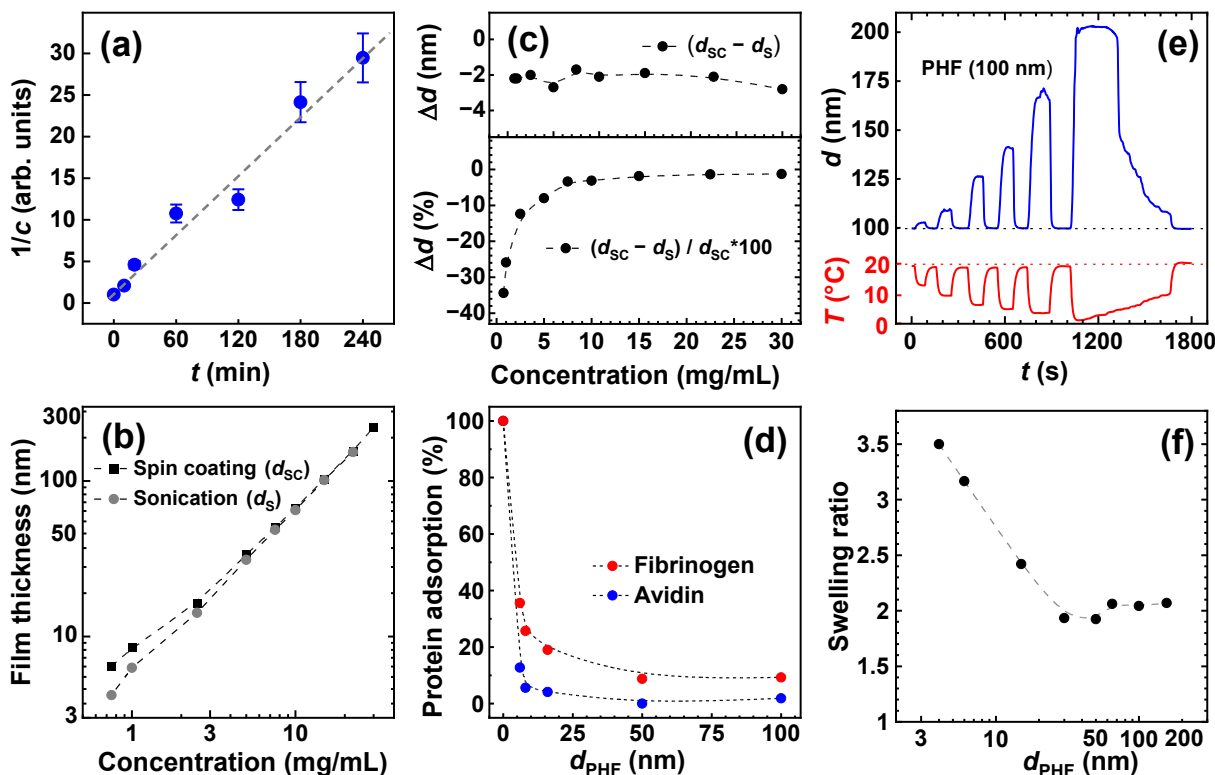 (a)
1/c (arb. units)
30
25
20
15
10
5
0
0 60 120 180 240
t (min)
(c)
Δd (nm)
0
−2
−4
(dSC − dS)
Δd (%)
0
−10
−20
−30
−40
(dSC − dS) / dSC*100
0 5 10 15 20 25 30
Concentration (mg/mL)
(e)
PHF (100 nm)
d (nm)
200
175
150
125
100
T (°C)
20
10
0
0 600 1200 1800
t (s)
(b)
Film thickness (nm)
300
100
50
10
3
Spin coating (dSC)
Sonication (dS)
1 3 10 30
Concentration (mg/mL)
(d)
Protein adsorption (%)
100
80
60
40
20
0
Fibrinogen
Avidin
0 25 50 75 100
dPHF (nm)
(f)
Swelling ratio
3.5
3
2.5
2
1.5
1
3 10 50 100 200
dPHF (nm)